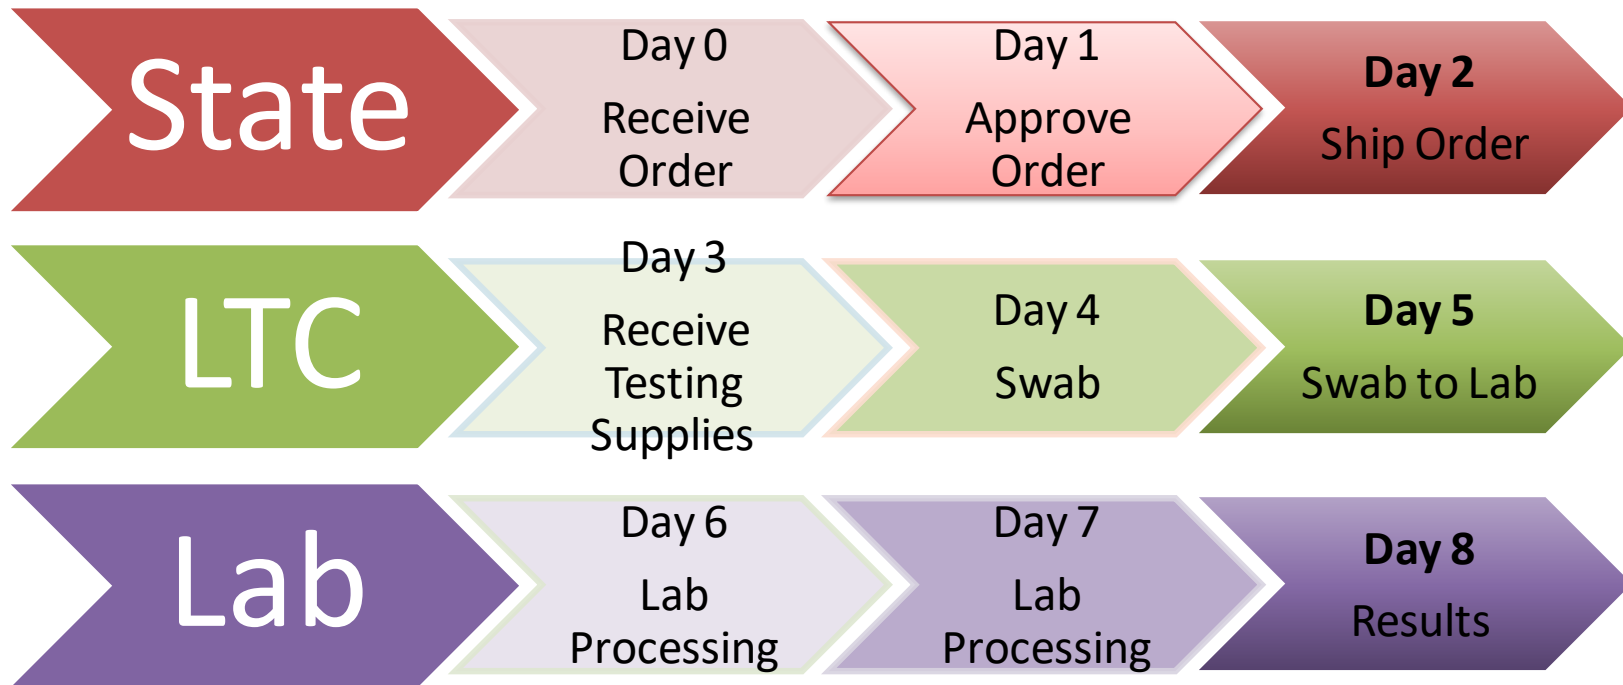 State
Day 0
Receive
Order
Day 1
Approve
Order
Day 2
Ship Order
LTC
Day 3
Receive
Testing
Supplies
Day 4
Swab
Day 5
Swab to Lab
Lab
Day 6
Lab
Processing
Day 7
Lab
Processing
Day 8
Results